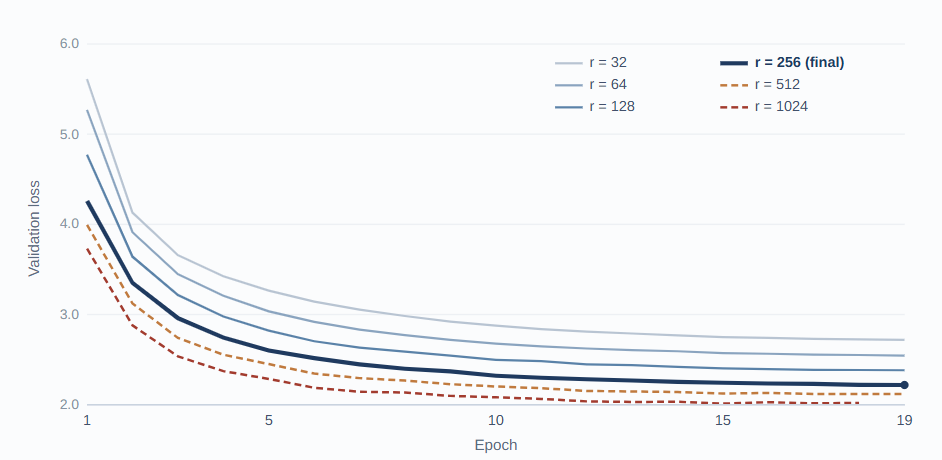 6.0
5.0
4.0
3.0
2.0
Validation loss
r = 32
r = 64
r = 128
r = 256 (final)
r = 512
r = 1024
1 5 10 15 19
Epoch